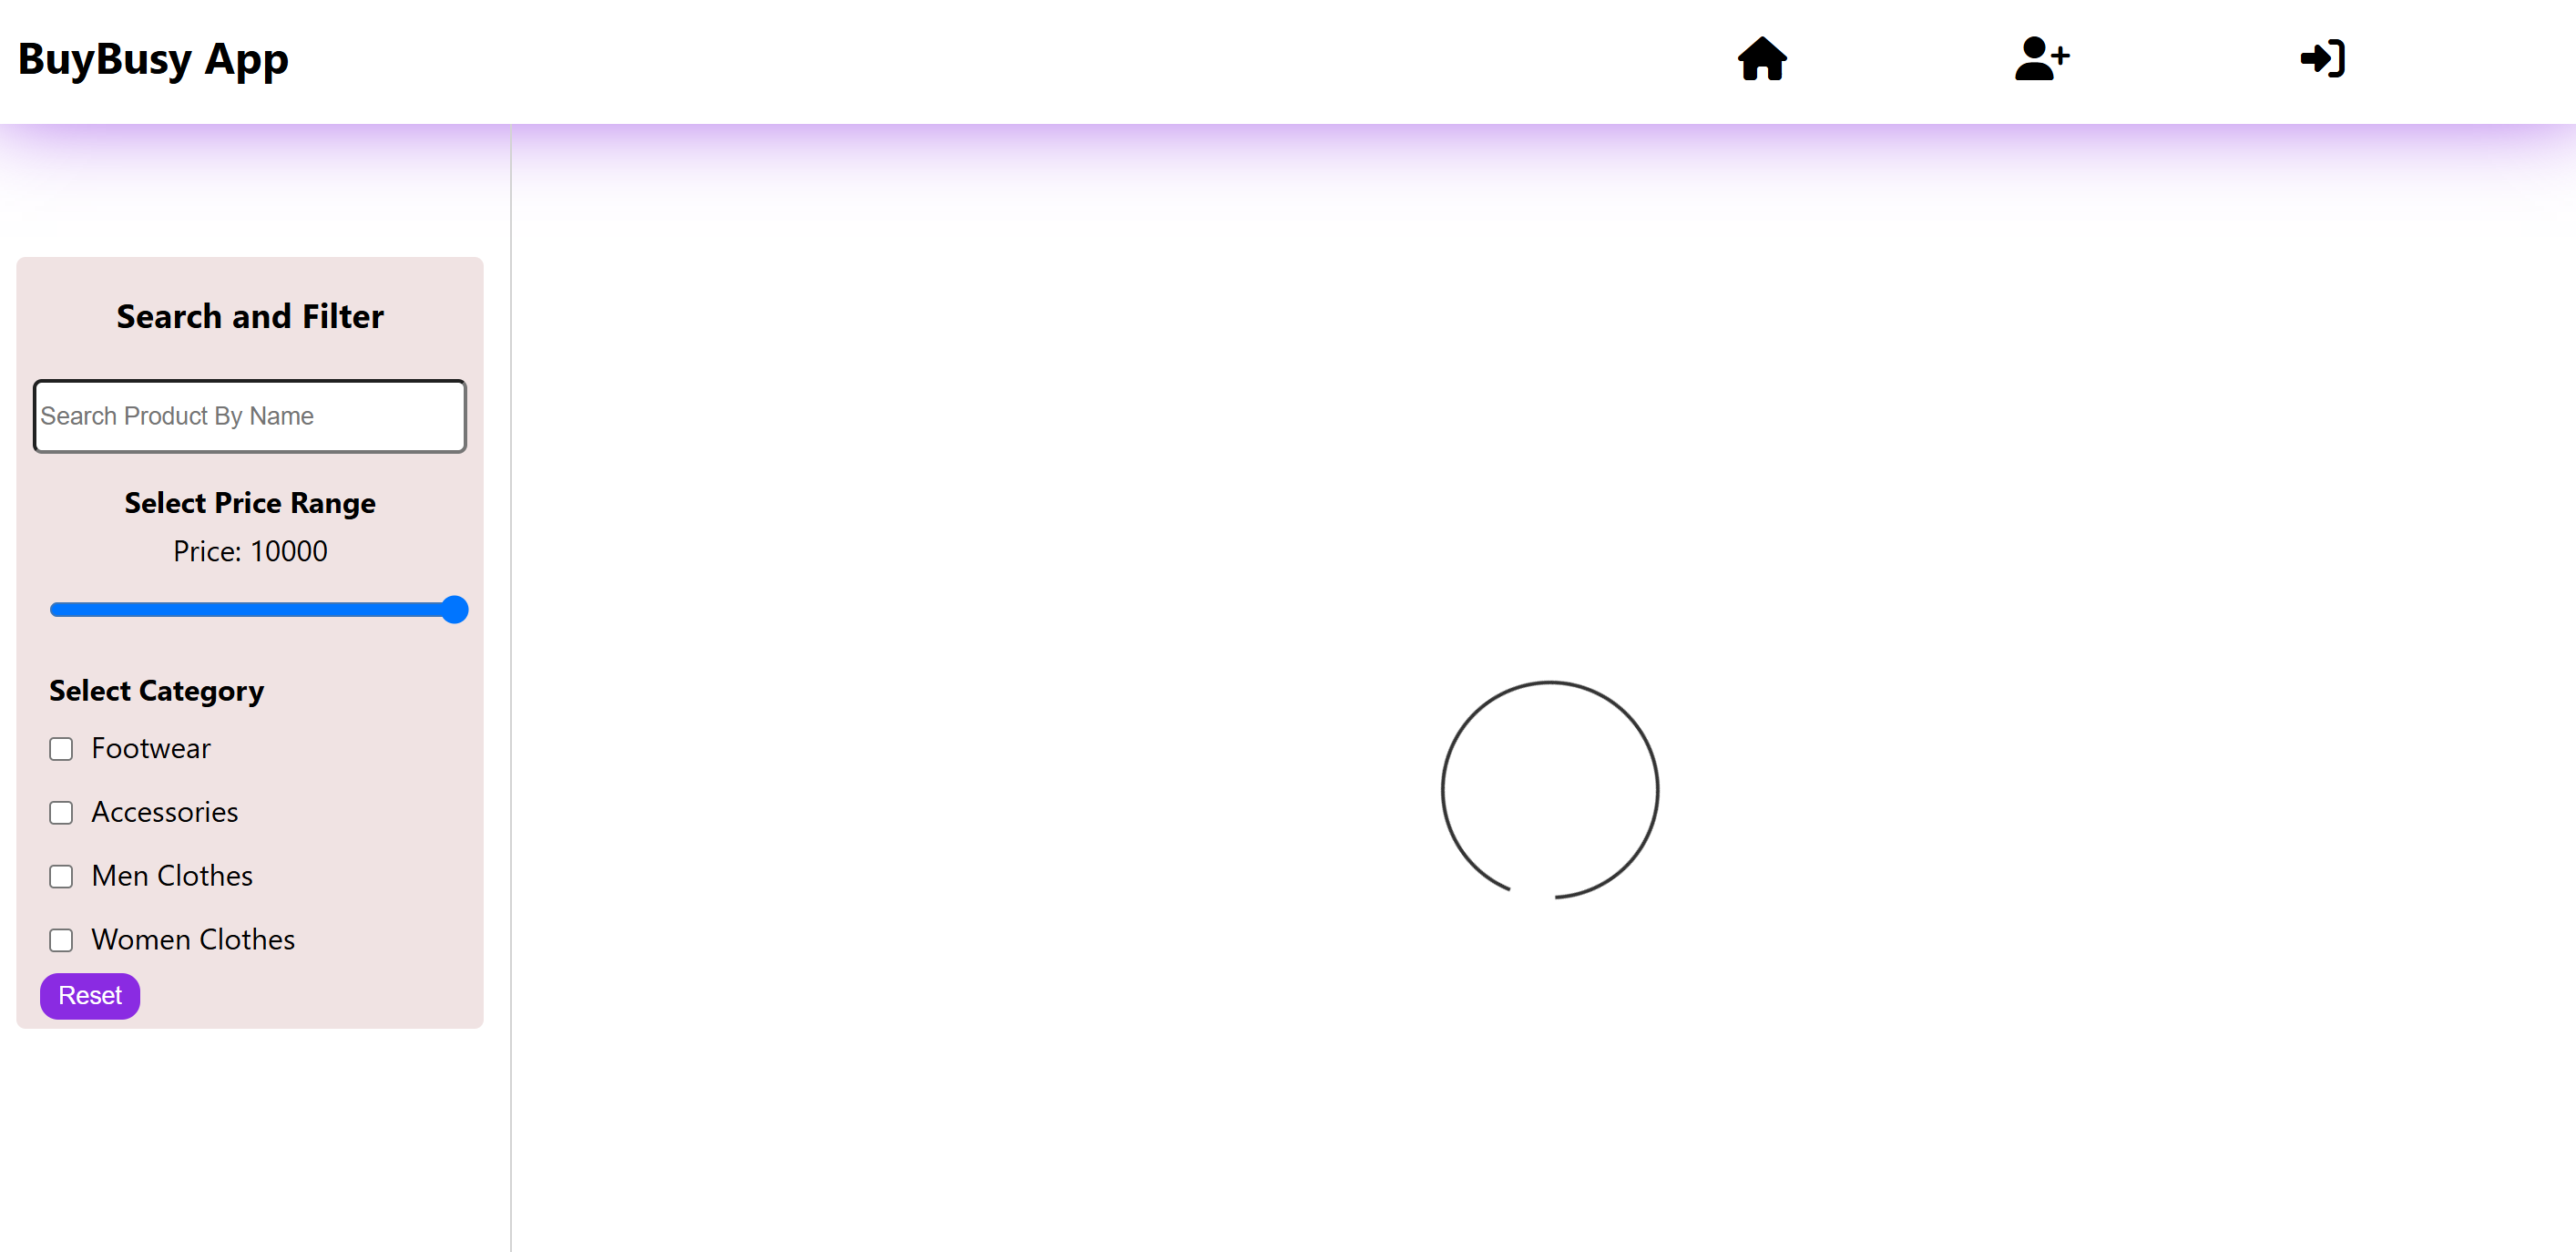 BuyBusy App
Search and Filter
Search Product By Name
Select Price Range
Price: 10000
Select Category
Footwear
Accessories
Men Clothes
Women Clothes
Reset